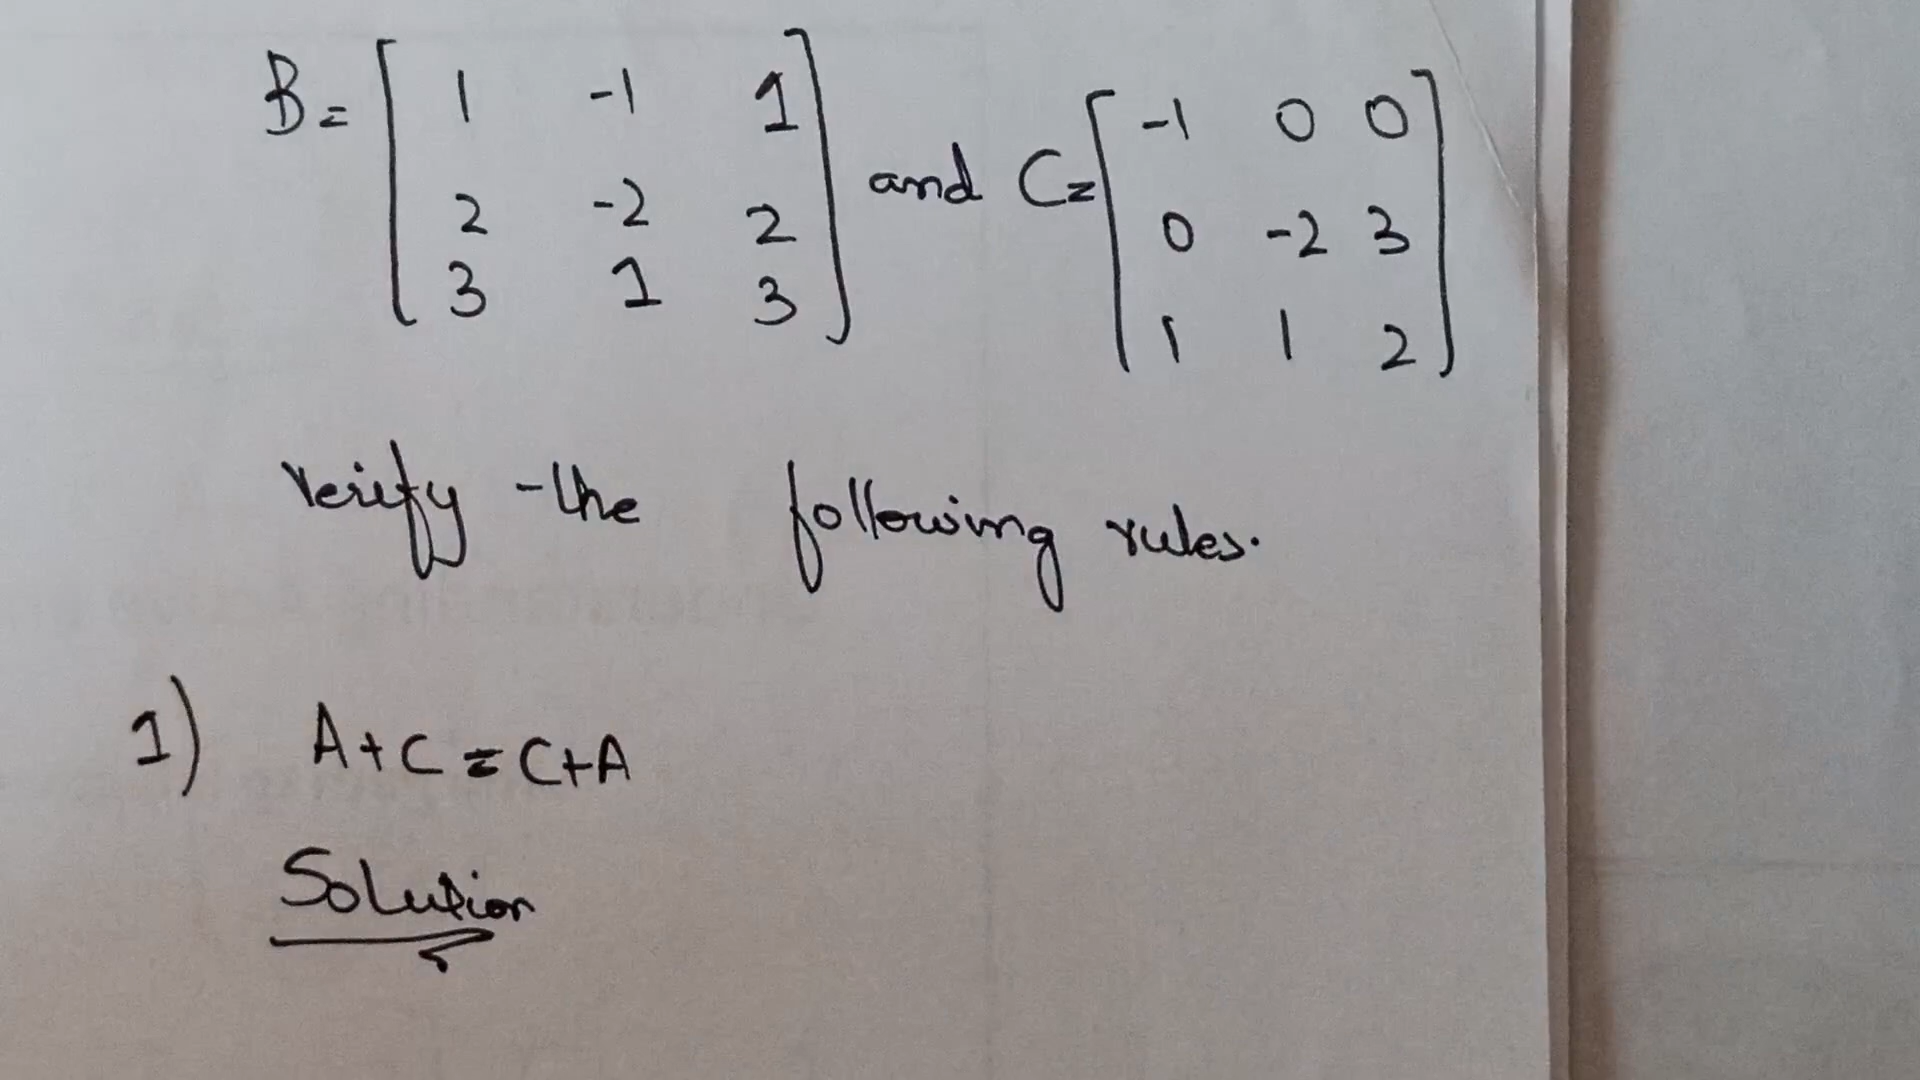 B = [ 1 -1 1 and C = [ -1 0 0 ]
2 -2 2 0 -2 3
3 1 3 ] 1 1 2
Verify the following rules.
1) A+C = C+A
Solution